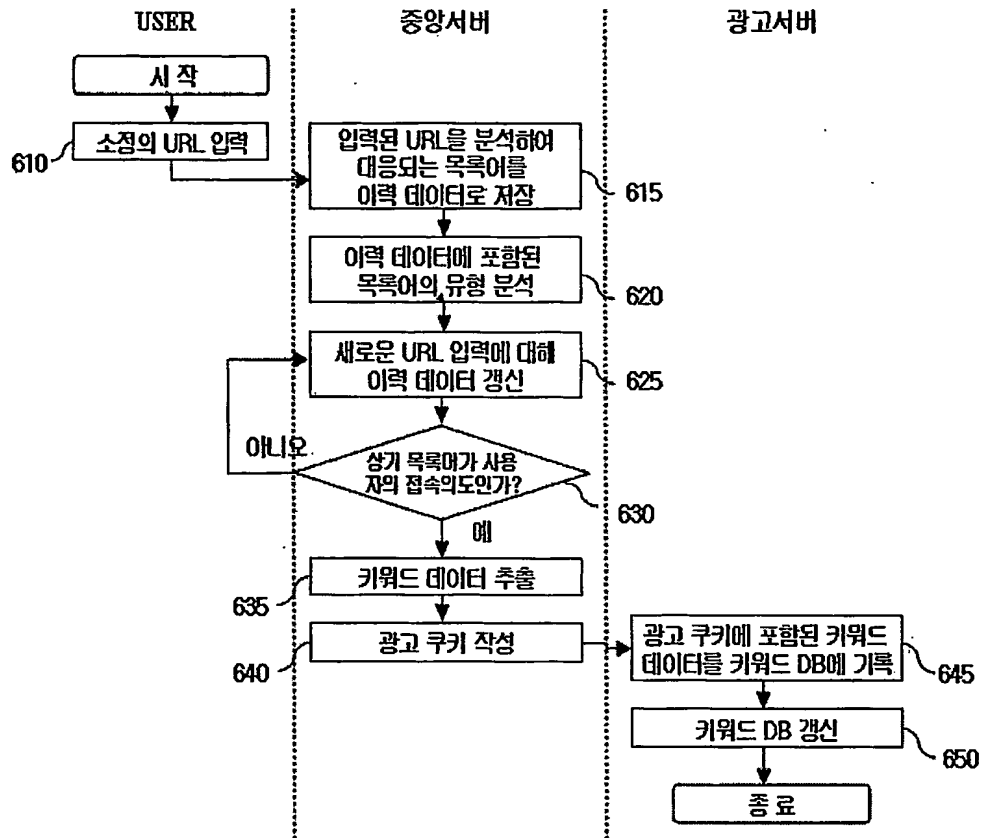 USER
중앙서버
광고서버
시 작
소정의 URL 입력
610
입력된 URL을 분석하여
대응되는 목록어를
이력 데이터로 저장
615
이력 데이터에 포함된
목록어의 유형 분석
620
새로운 URL 입력에 대해
이력 데이터 갱신
625
아니오
상기 목록어가 사용
자의 접속의도인가?
630
예
키워드 데이터 추출
635
광고 쿠키 작성
640
광고 쿠키에 포함된 키워드
데이터를 키워드 DB에 기록
645
키워드 DB 갱신
650
종 료